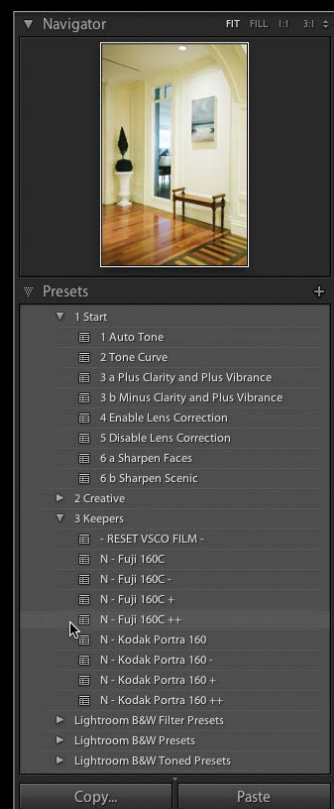 Navigator FIT FILL 1:1 3:1
Presets +
1 Start
1 Auto Tone
2 Tone Curve
3 a Plus Clarity and Plus Vibrance
3 b Minus Clarity and Plus Vibrance
4 Enable Lens Correction
5 Disable Lens Correction
6 a Sharpen Faces
6 b Sharpen Scenic
2 Creative
3 Keepers
- RESET VSCO FILM -
N - Fuji 160C
N - Fuji 160C -
N - Fuji 160C +
N - Fuji 160C ++
N - Kodak Portra 160
N - Kodak Portra 160 -
N - Kodak Portra 160 +
N - Kodak Portra 160 ++
Lightroom B&W Filter Presets
Lightroom B&W Presets
Lightroom B&W Toned Presets
Copy... Paste